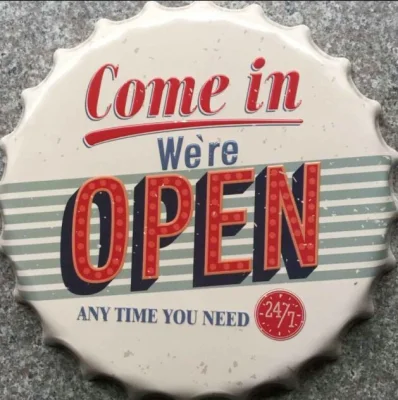 Come in
We're
OPEN
ANY TIME YOU NEED
24/7